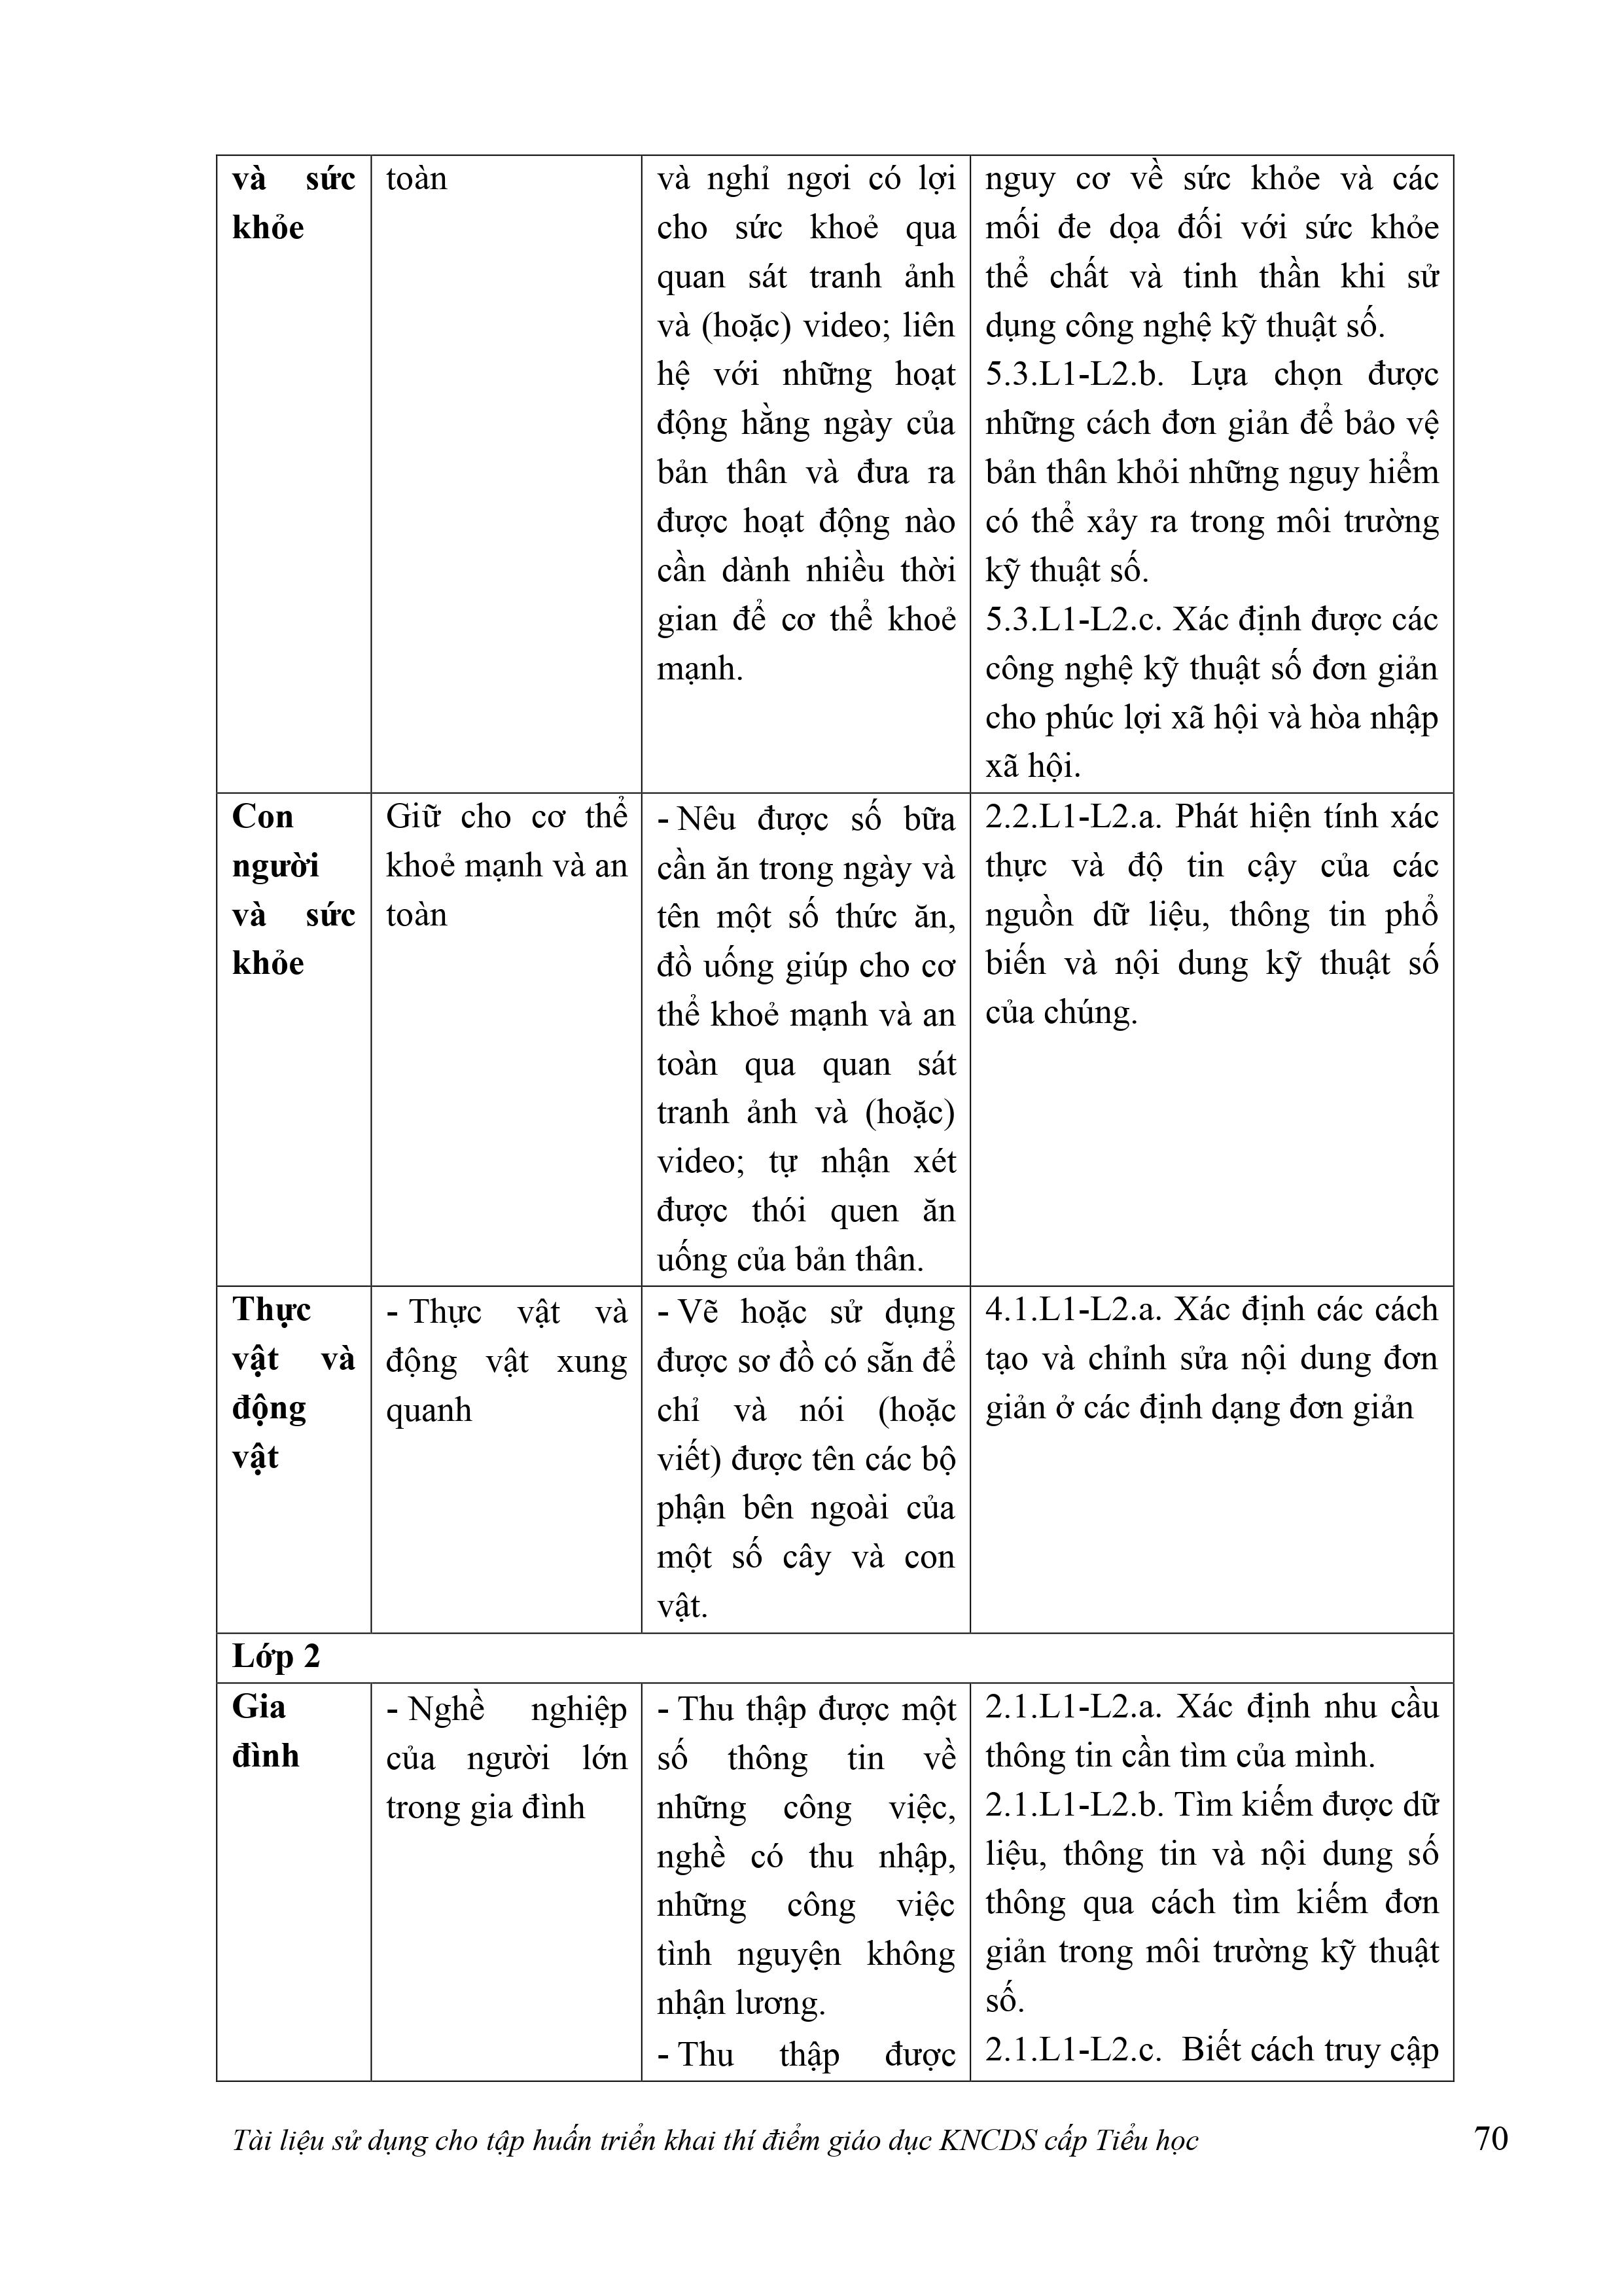 và sức
khỏe
toàn
và nghỉ ngơi có lợi
cho sức khoẻ qua
quan sát tranh ảnh
và (hoặc) video; liên
hệ với những hoạt
động hằng ngày của
bản thân và đưa ra
được hoạt động nào
cần dành nhiều thời
gian để cơ thể khoẻ
mạnh.
nguy cơ về sức khỏe và các
mối đe dọa đối với sức khỏe
thể chất và tinh thần khi sử
dụng công nghệ kỹ thuật số.
5.3.L1-L2.b. Lựa chọn được
những cách đơn giản để bảo vệ
bản thân khỏi những nguy hiểm
có thể xảy ra trong môi trường
kỹ thuật số.
5.3.L1-L2.c. Xác định được các
công nghệ kỹ thuật số đơn giản
cho phúc lợi xã hội và hòa nhập
xã hội.
Con
người
và sức
khỏe
Giữ cho cơ thể
khoẻ mạnh và an
toàn
- Nêu được số bữa
cần ăn trong ngày và
tên một số thức ăn,
đồ uống giúp cho cơ
thể khoẻ mạnh và an
toàn qua quan sát
tranh ảnh và (hoặc)
video; tự nhận xét
được thói quen ăn
uống của bản thân.
2.2.L1-L2.a. Phát hiện tính xác
thực và độ tin cậy của các
nguồn dữ liệu, thông tin phổ
biến và nội dung kỹ thuật số
của chúng.
Thực
vật và
động
vật
- Thực vật và
động vật xung
quanh
- Vẽ hoặc sử dụng
được sơ đồ có sẵn để
chỉ và nói (hoặc
viết) được tên các bộ
phận bên ngoài của
một số cây và con
vật.
4.1.L1-L2.a. Xác định các cách
tạo và chỉnh sửa nội dung đơn
giản ở các định dạng đơn giản
Lớp 2
Gia
đình
- Nghề nghiệp
của người lớn
trong gia đình
- Thu thập được một
số thông tin về
những công việc,
nghề có thu nhập,
những công việc
tình nguyện không
nhận lương.
- Thu thập được
2.1.L1-L2.a. Xác định nhu cầu
thông tin cần tìm của mình.
2.1.L1-L2.b. Tìm kiếm được dữ
liệu, thông tin và nội dung số
thông qua cách tìm kiếm đơn
giản trong môi trường kỹ thuật
số.
2.1.L1-L2.c. Biết cách truy cập
Tài liệu sử dụng cho tập huấn triển khai thí điểm giáo dục KNCDS cấp Tiểu học
70